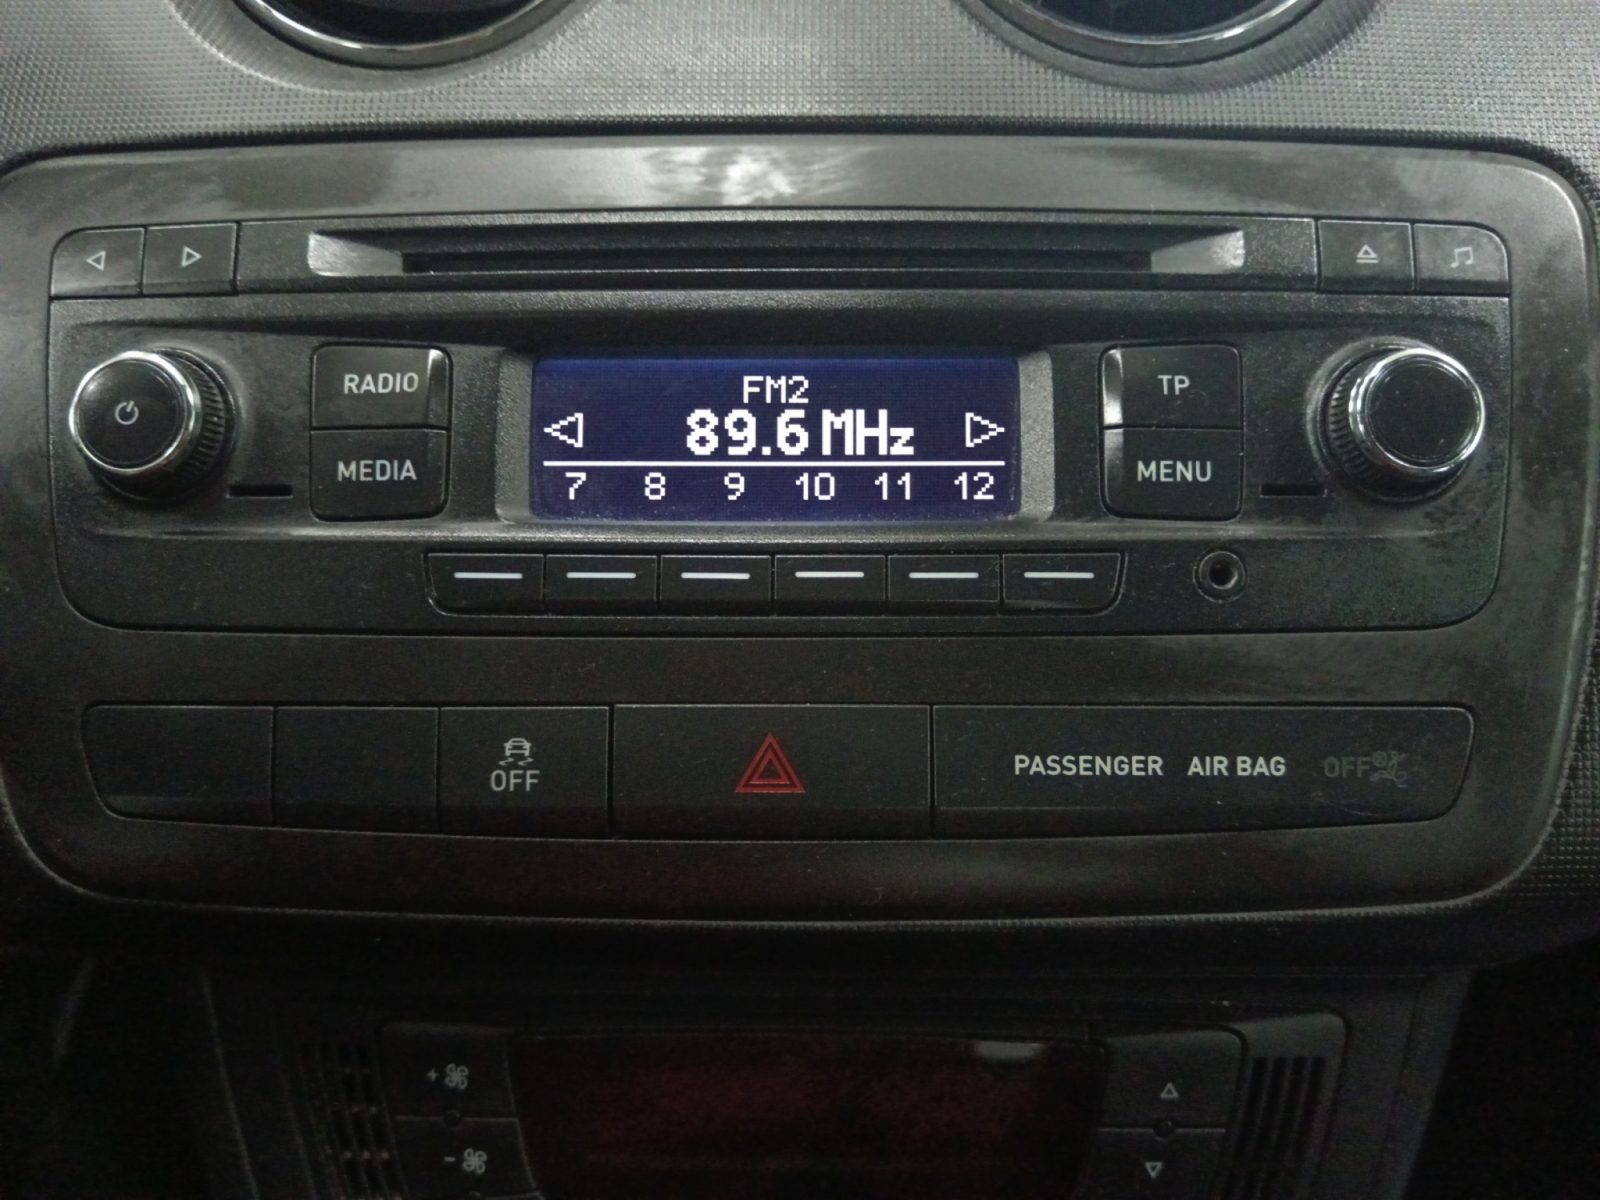 RADIO
MEDIA
FM2
89.6 MHz
7 8 9 10 11 12
TP
MENU
OFF
PASSENGER AIR BAG OFF
+
-